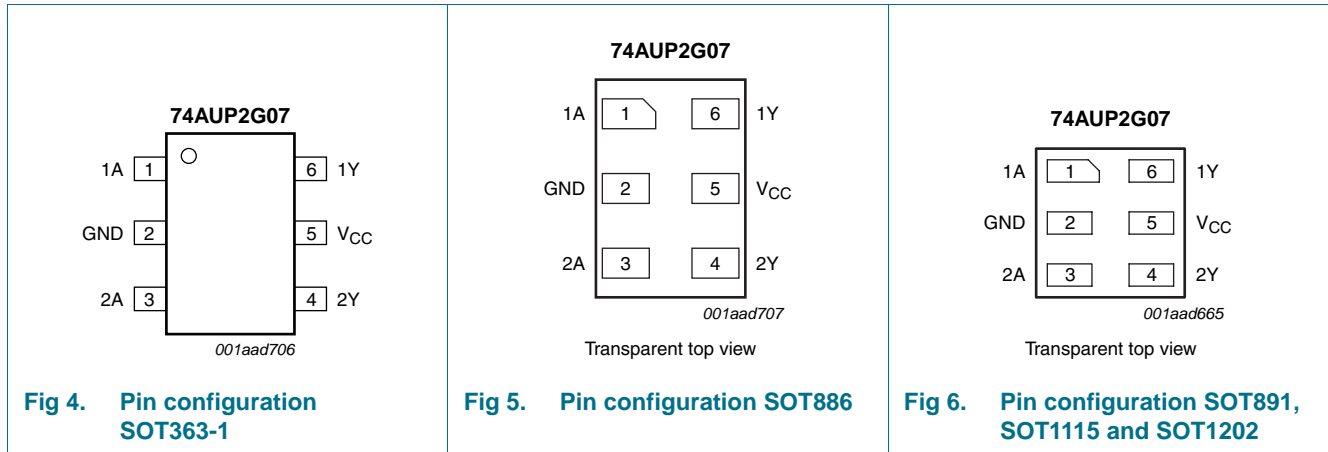 74AUP2G07
1A 1 6 1Y
GND 2 5 VCC
2A 3 4 2Y
001aad706
Fig 4. Pin configuration
SOT363-1
74AUP2G07
1A 1 6 1Y
GND 2 5 VCC
2A 3 4 2Y
001aad707
Transparent top view
Fig 5. Pin configuration SOT886
74AUP2G07
1A 1 6 1Y
GND 2 5 VCC
2A 3 4 2Y
001aad665
Transparent top view
Fig 6. Pin configuration SOT891,
SOT1115 and SOT1202